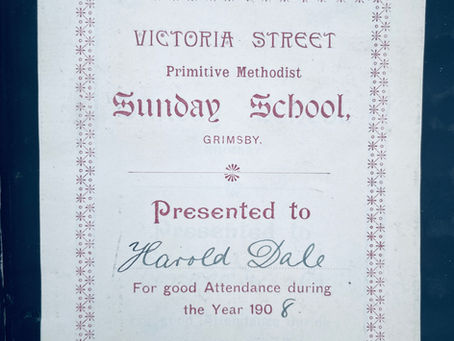 VICTORIA STREET
Primitive Methodist
Sunday School,
GRIMSBY.
Presented to
Harold Dale
For good Attendance during
the Year 1908